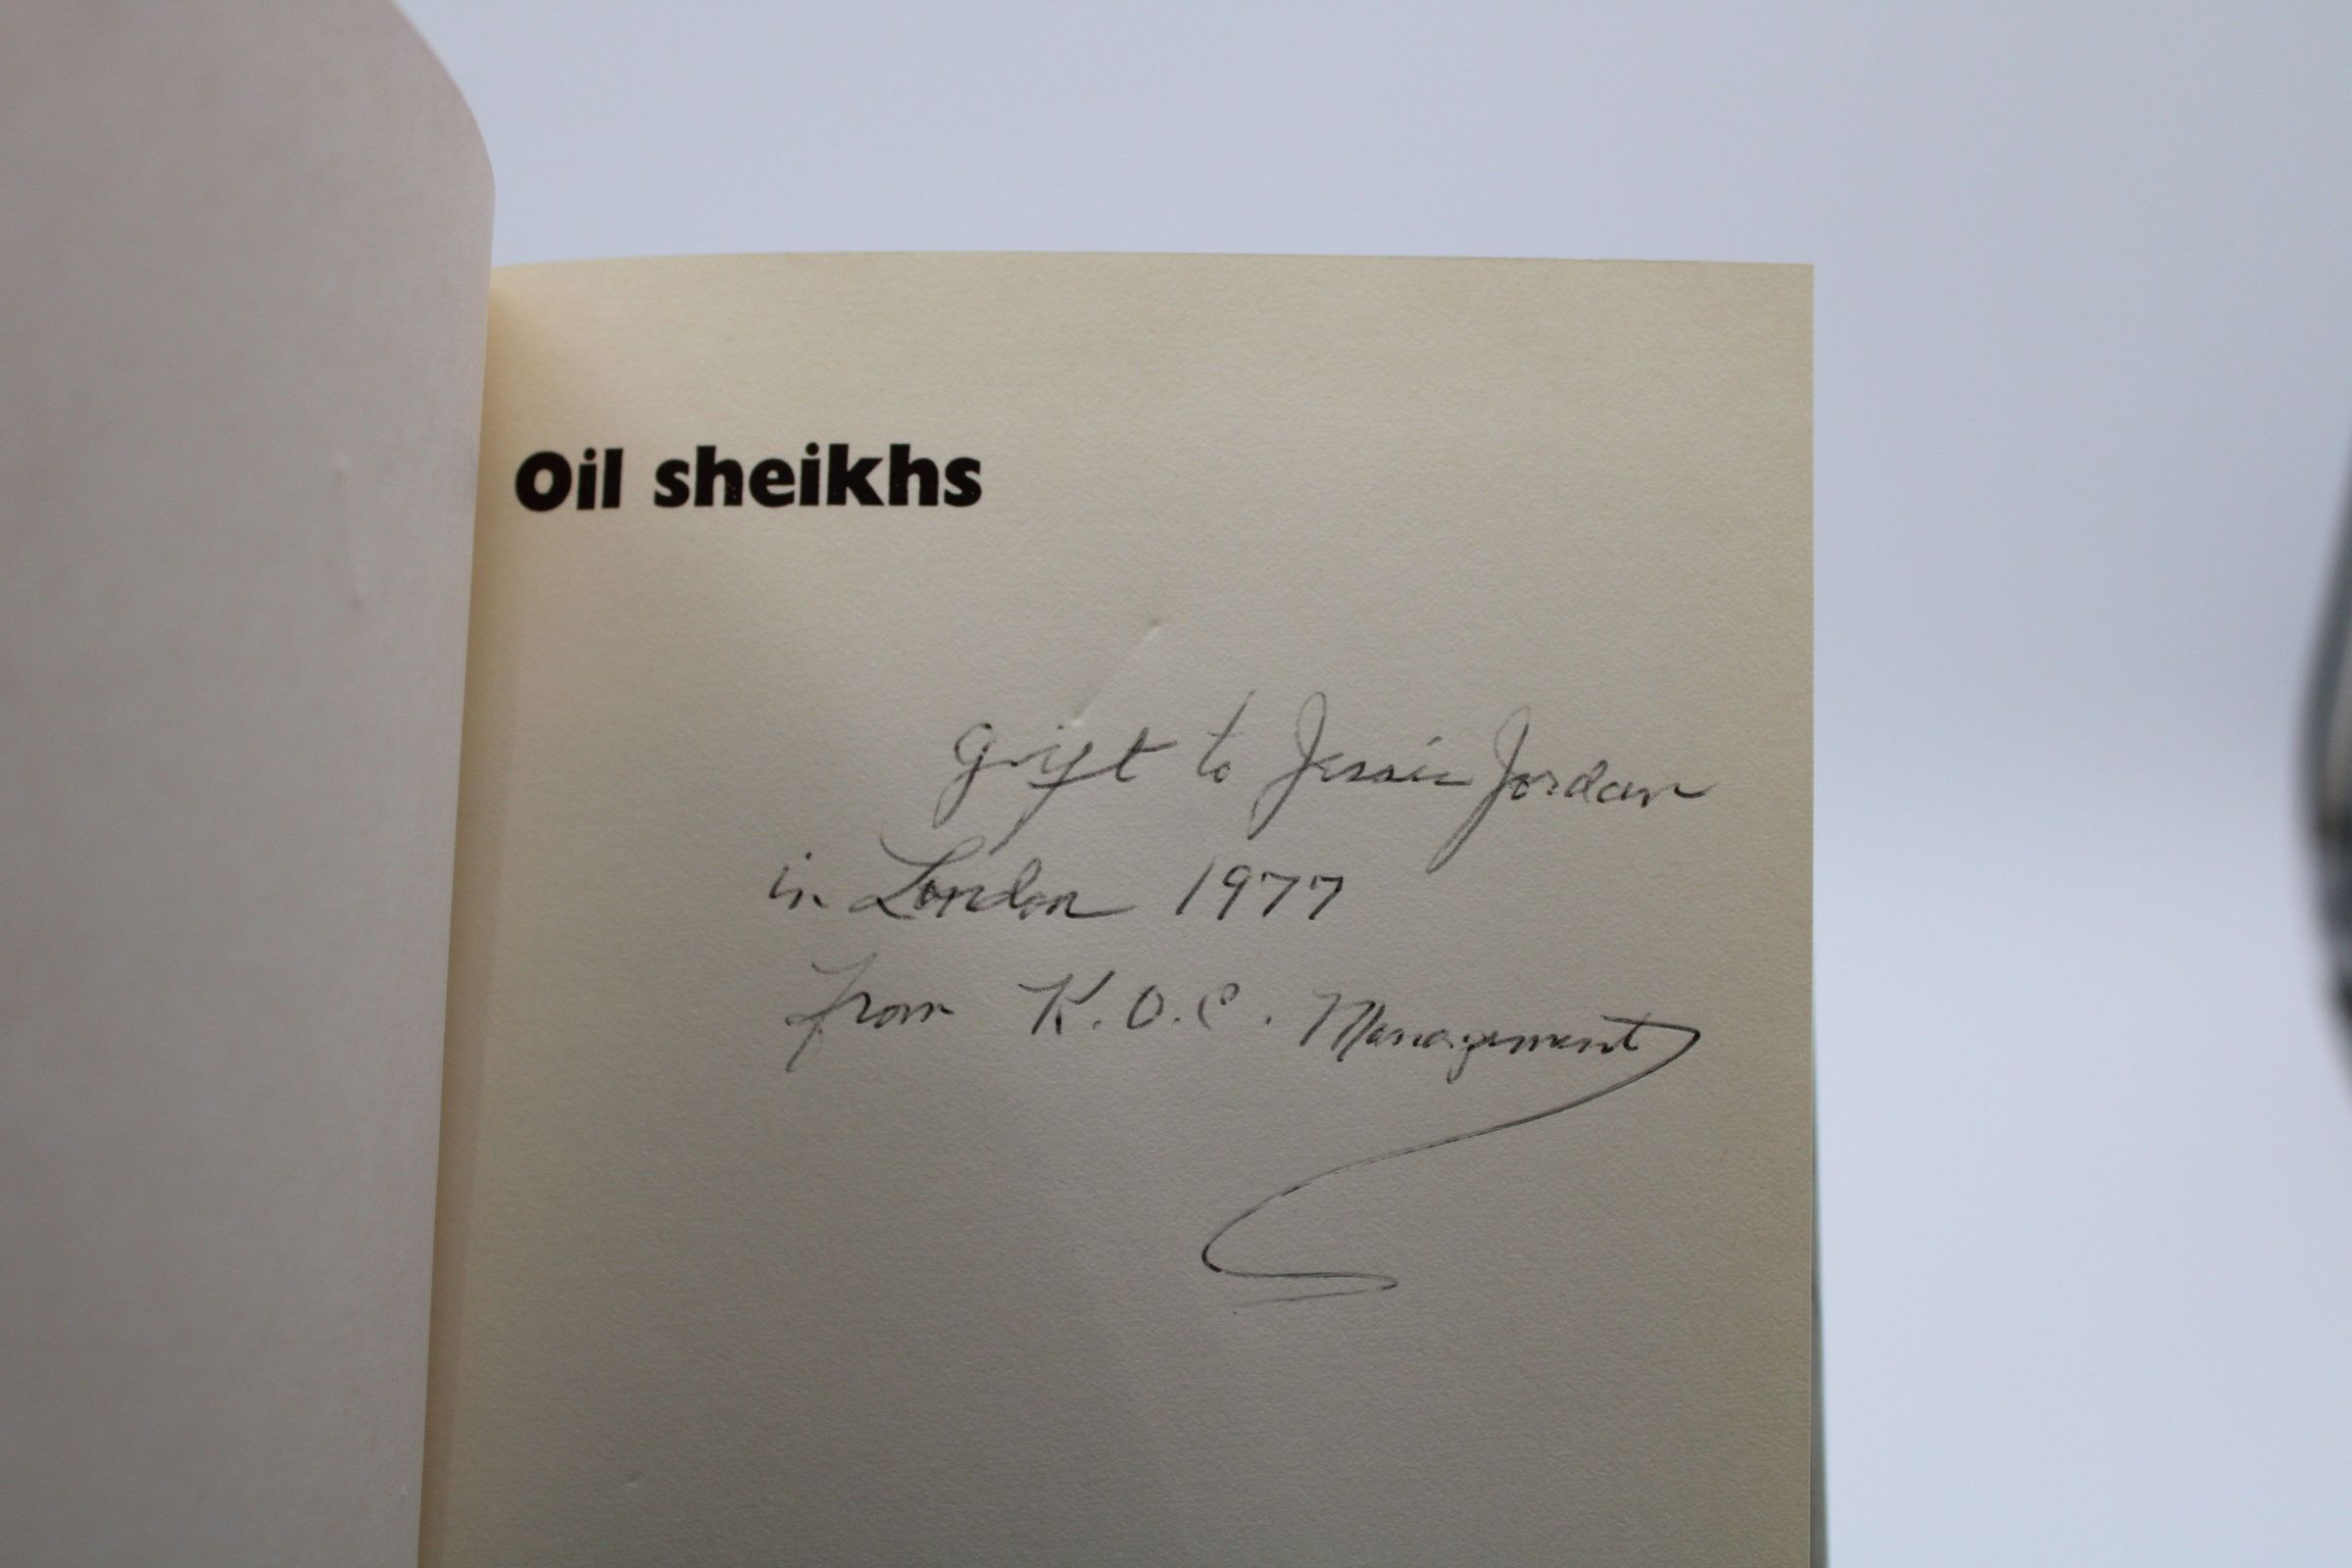 Oil sheikhs
gift to Jessie Jordan
in London 1977
from K.O.C. Management